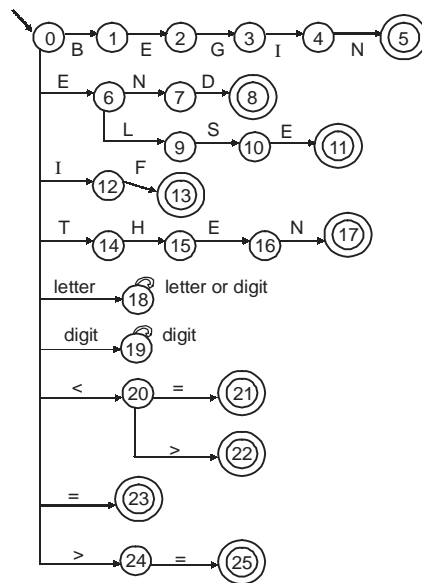 0 B 1 E 2 G 3 I 4 N 5
E 6 N 7 D 8
L 9 S 10 E 11
I 12 F 13
T 14 H 15 E 16 N 17
letter 18 letter or digit
digit 19 digit
< 20 = 21
> 22
= 23
> 24 = 25